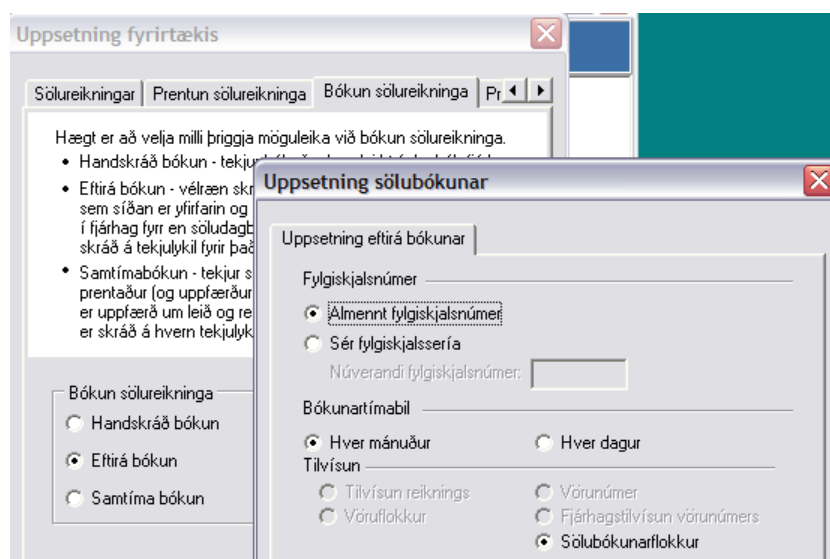 Uppsetning fyrirtækis
Sölureikningar Prentun sölureikninga Bókun sölureikninga Pr
Hægt er að velja milli þriggja möguleika við bókun sölureikninga.
• Handskráð bókun - tekjur
• Eftirá bókun - vélræn skr
sem síðan er yfirfarin og
í fjárhag fyrr en söludagb
skráð á tekjulykil fyrir það
• Samtímabókun - tekjur s
prentaður (og uppfærður
er uppfærð um leið og re
er skráð á hvern tekjulyk
Bókun sölureikninga
Handskráð bókun
Eftirá bókun
Samtíma bókun
Uppsetning sölubókunar
Uppsetning eftirá bókunar
Fylgiskjalsnúmer
Almennt fylgiskjalsnúmer
Sér fylgiskjalssería
Núverandi fylgiskjalsnúmer:
Bókunartímabil
Hver mánuður Hver dagur
Tilvísun
Tilvísun reiknings Vörunúmer
Vöruflokkur Fjárhagstilvísun vörunúmers
Sölubókunarflokkur